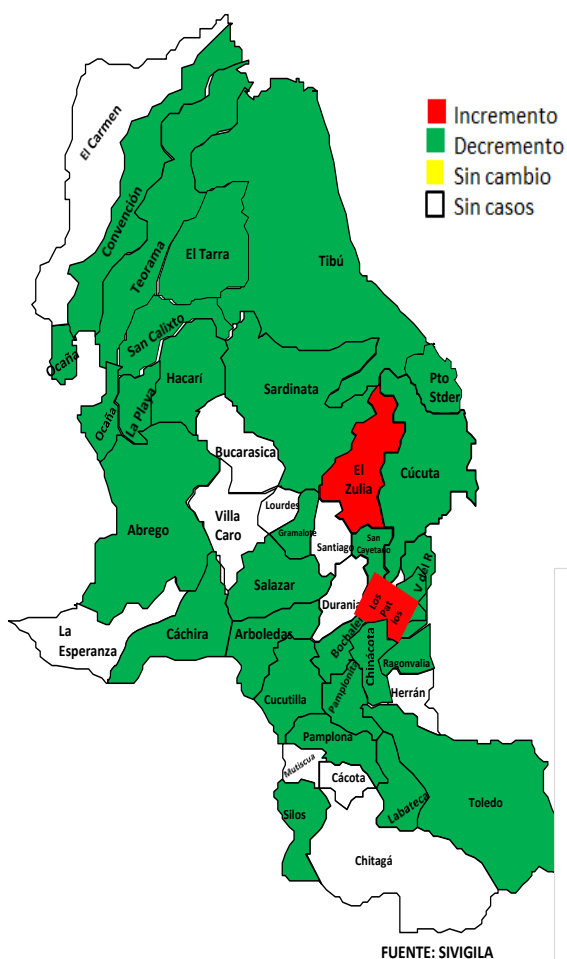 Incremento
Decremento
Sin cambio
Sin casos
El Carmen
Convención
Teorama
El Tarra
Tibú
San Calixto
Ocaña
Hacarí
La Playa
Ocaña
Sardinata
Pto
Stder
Bucarasica
El
Zulia
Cúcuta
Lourdes
Villa
Caro
Abrego
Gramalote
Santiago
San
Cayetano
V del R
Salazar
Durania
Los
Pat
ios
La
Esperanza
Cáchira
Arboledas
Bochalei
Chinácota
Ragonvalia
Pamplonita
Herrán
Cucutilla
Pamplona
Mutiscua
Cácota
Labateca
Toledo
Silos
Chitagá
FUENTE: SIVIGILA